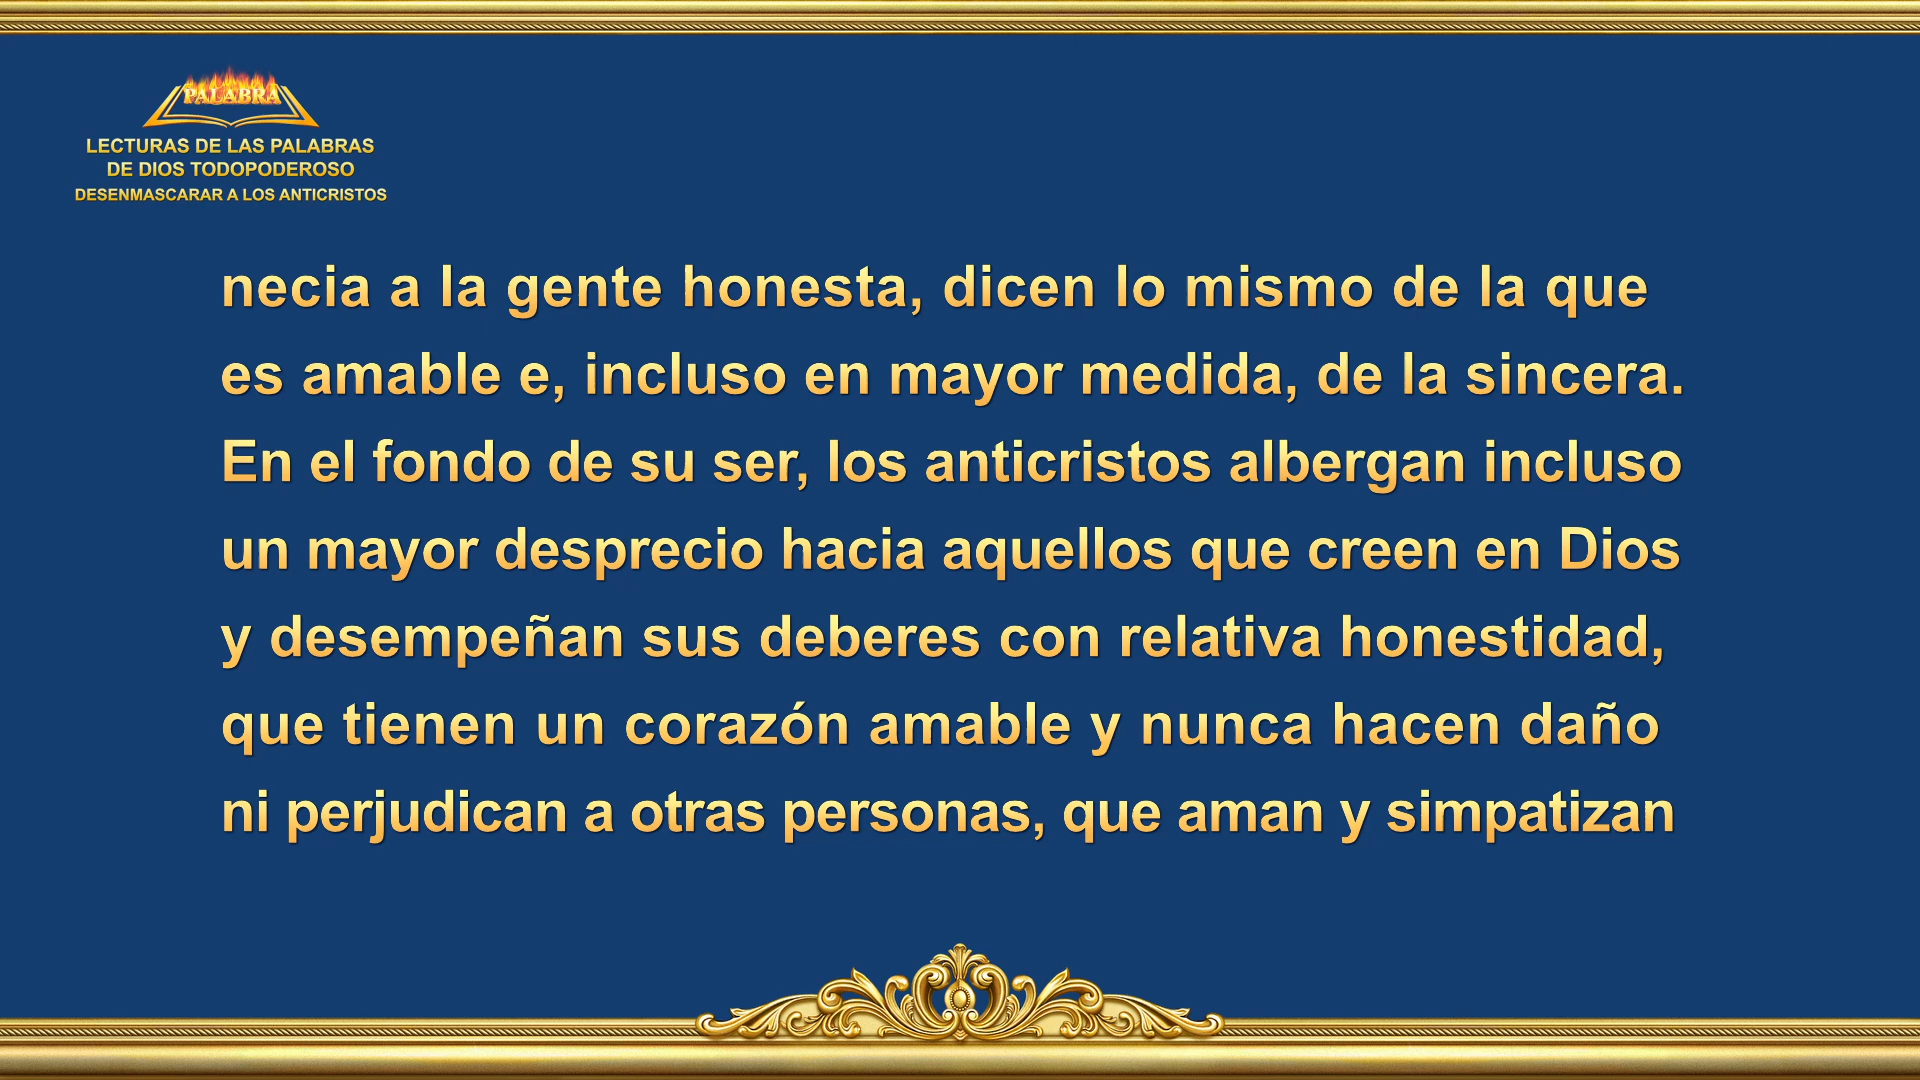 PALABRA
LECTURAS DE LAS PALABRAS
DE DIOS TODOPODEROSO
DESENMASCARAR A LOS ANTICRISTOS
necia a la gente honesta, dicen lo mismo de la que
es amable e, incluso en mayor medida, de la sincera.
En el fondo de su ser, los anticristos albergan incluso
un mayor desprecio hacia aquellos que creen en Dios
y desempeñan sus deberes con relativa honestidad,
que tienen un corazón amable y nunca hacen daño
ni perjudican a otras personas, que aman y simpatizan